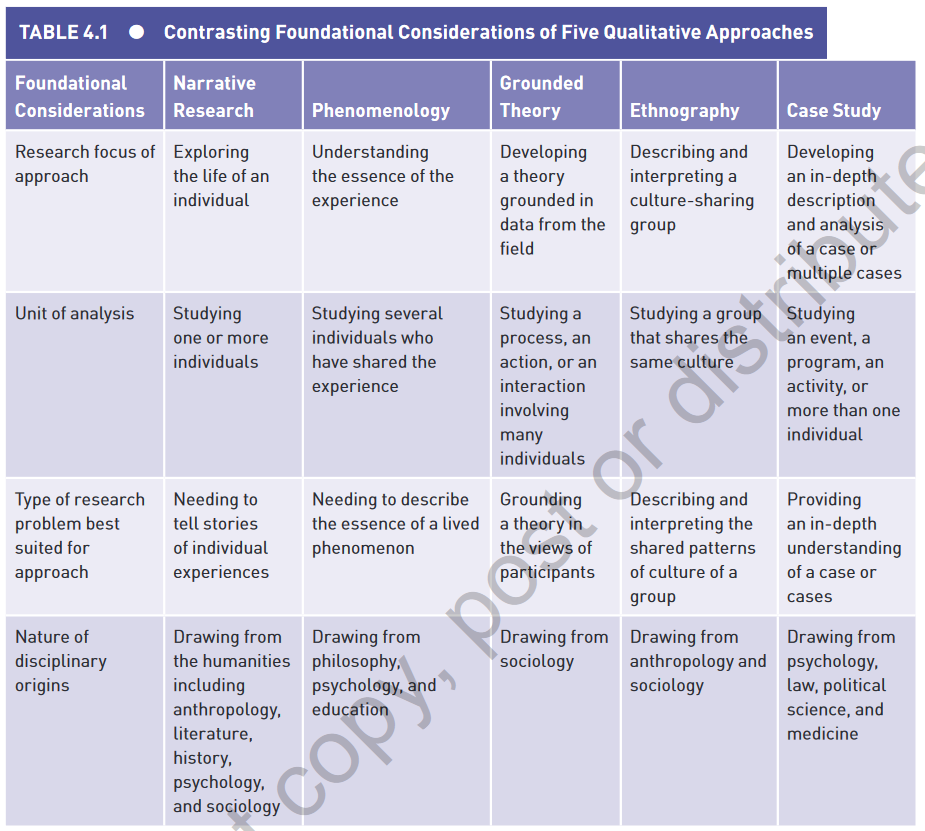 TABLE 4.1 ● Contrasting Foundational Considerations of Five Qualitative Approaches
Foundational
Considerations
Narrative
Research
Phenomenology
Grounded
Theory
Ethnography
Case Study
Research focus of
approach
Exploring
the life of an
individual
Understanding
the essence of the
experience
Developing
a theory
grounded in
data from the
field
Describing and
interpreting a
culture-sharing
group
Developing
an in-depth
description
and analysis
of a case or
multiple cases
Unit of analysis
Studying
one or more
individuals
Studying several
individuals who
have shared the
experience
Studying a
process, an
action, or an
interaction
involving
many
individuals
Studying a group
that shares the
same culture
Studying
an event, a
program, an
activity, or
more than one
individual
Type of research
problem best
suited for
approach
Needing to
tell stories
of individual
experiences
Needing to describe
the essence of a lived
phenomenon
Grounding
a theory in
the views of
participants
Describing and
interpreting the
shared patterns
of culture of a
group
Providing
an in-depth
understanding
of a case or
cases
Nature of
disciplinary
origins
Drawing from
the humanities
including
anthropology,
literature,
history,
psychology,
and sociology
Drawing from
philosophy,
psychology, and
education
Drawing from
sociology
Drawing from
anthropology and
sociology
Drawing from
psychology,
law, political
science, and
medicine
copy, post or distribute